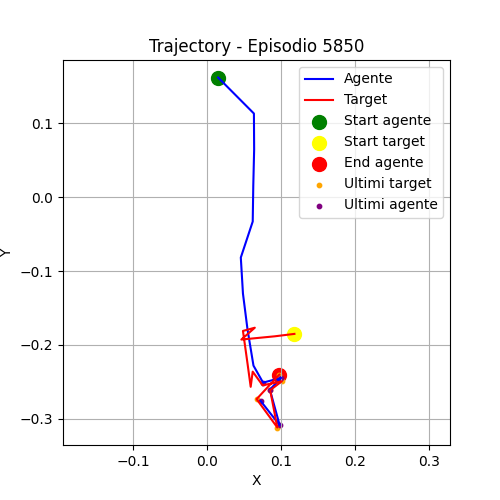 Trajectory - Episodio 5850
Agente
Target
Start agente
Start target
End agente
Ultimi target
Ultimi agente
Y
0.1
0.0
−0.1
−0.2
−0.3
−0.1
0.0
0.1
0.2
0.3
X